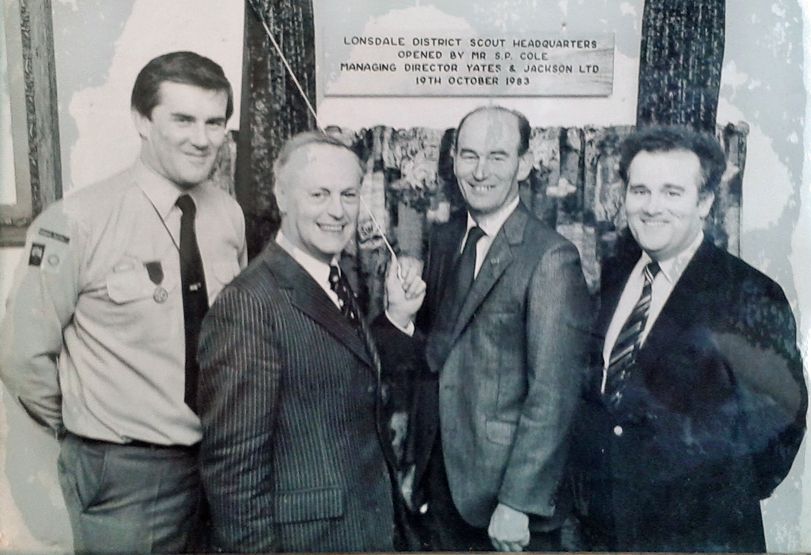 LONSDALE DISTRICT SCOUT HEADQUARTERS
OPENED BY MR S.P. COLE
MANAGING DIRECTOR YATES & JACKSON LTD
19TH OCTOBER 1983